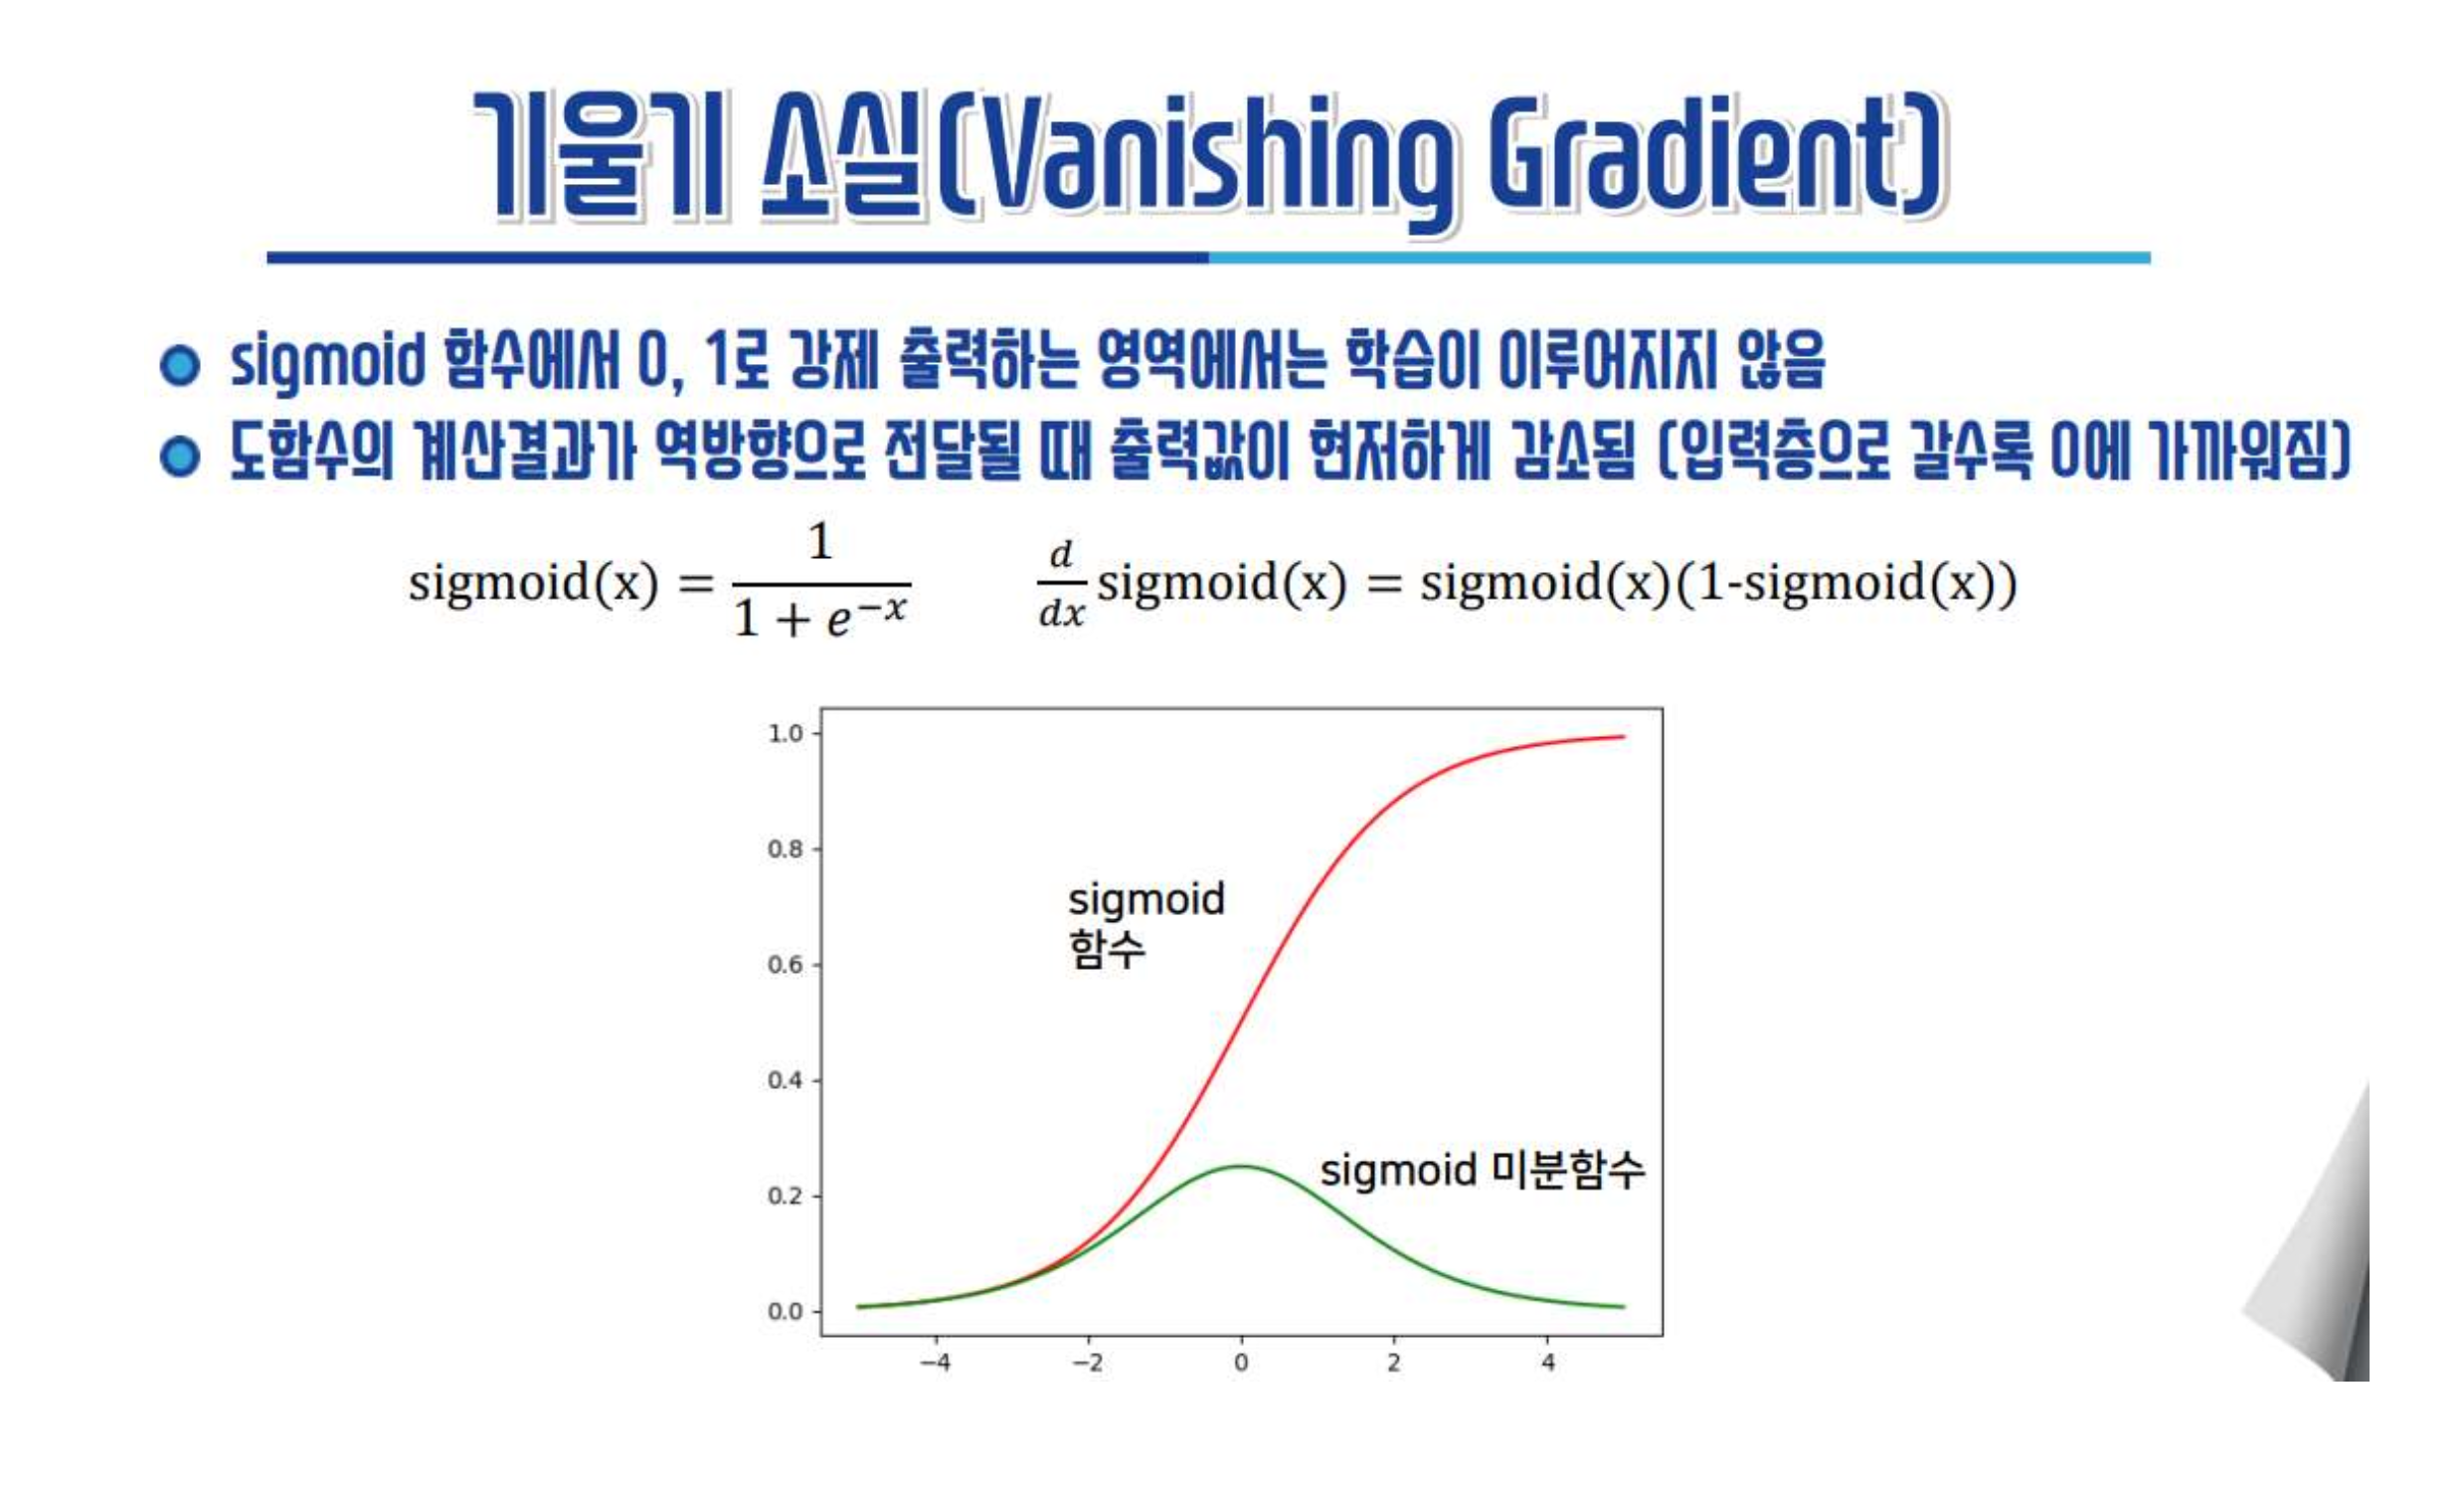 기울기 소실(Vanishing Gradient)
sigmoid 함수에서 0, 1로 강제 출력하는 영역에서는 학습이 이루어지지 않음
도함수의 계산결과가 역방향으로 전달될 때 출력값이 현저하게 감소됨 (입력층으로 갈수록 0에 가까워짐)
sigmoid(x) = 1 / (1 + e^{-x})
d/dx sigmoid(x) = sigmoid(x)(1-sigmoid(x))
1.0
0.8
sigmoid
함수
0.6
0.4
sigmoid 미분함수
0.2
0.0
−4 −2 0 2 4